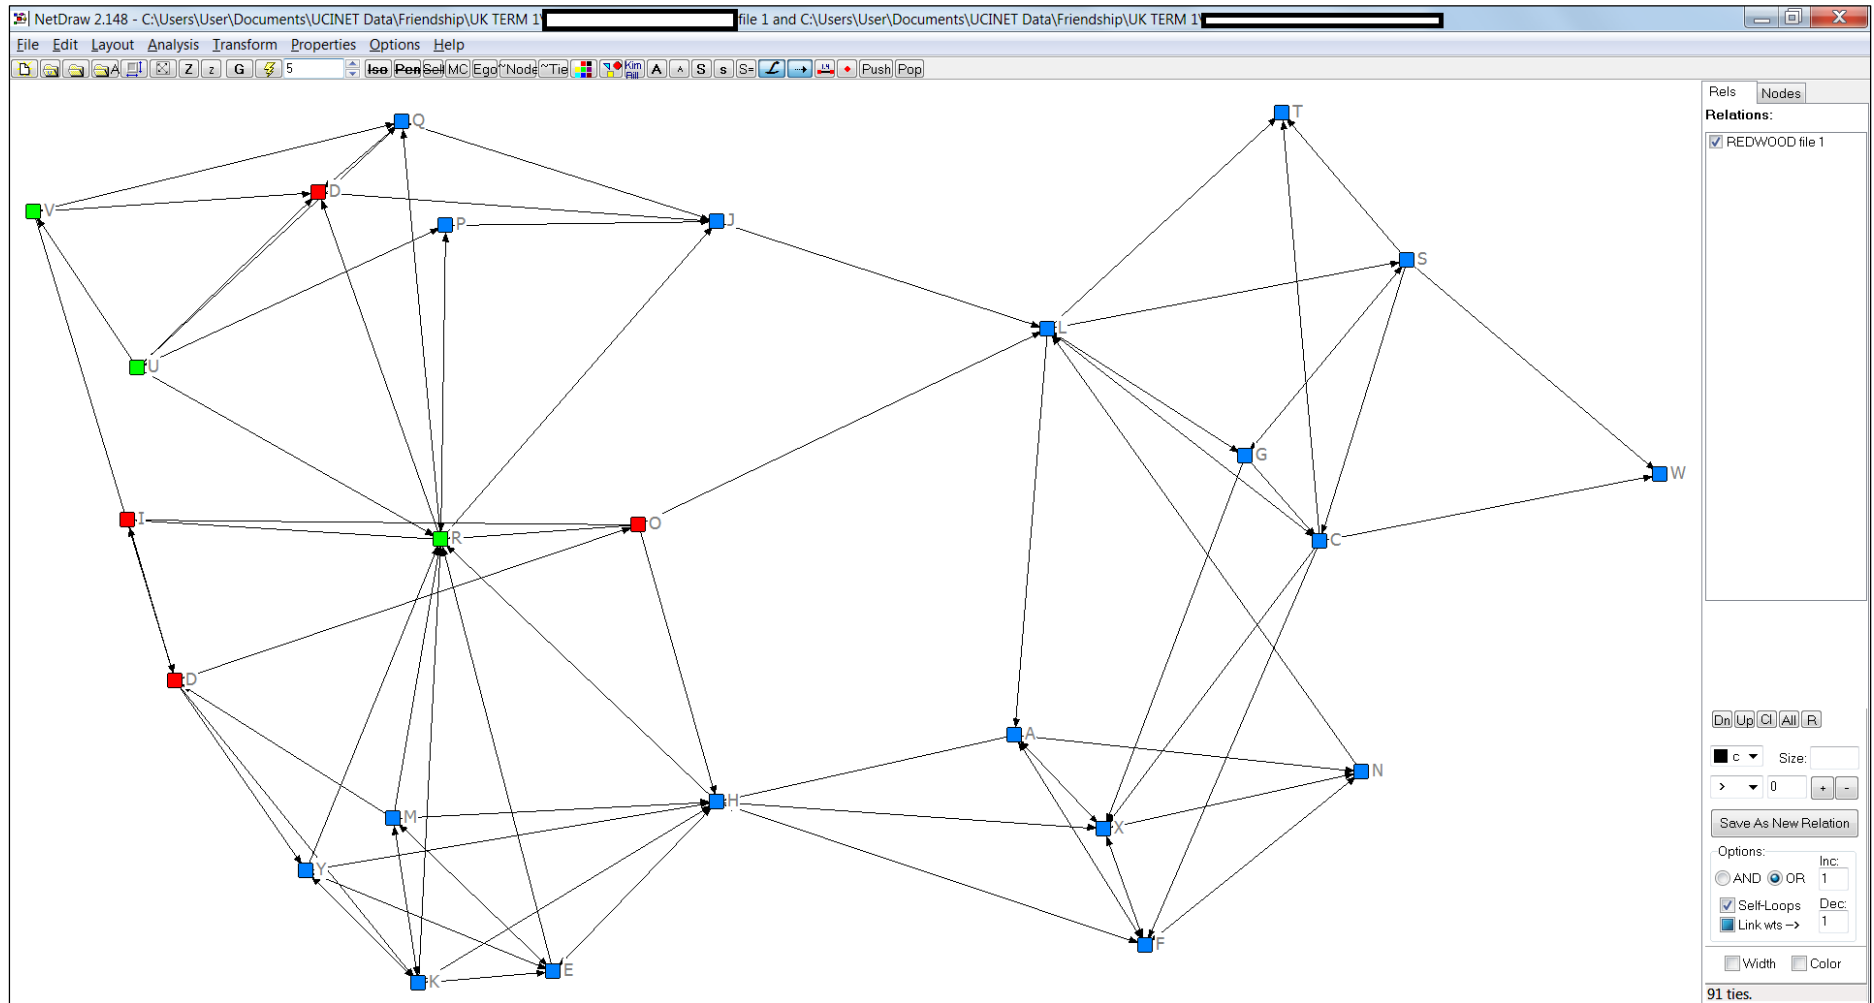 NetDraw 2.148 - C:\Users\User\Documents\UCINET Data\Friendship\UK TERM 1\ file 1 and C:\Users\User\Documents\UCINET Data\Friendship\UK TERM 1\
File Edit Layout Analysis Transform Properties Options Help
A Z z G 5 Iso Pen Sel MC Ego ~Node ~Tie A A S s S= L Push Pop
Rels Nodes
Relations:
REDWOOD file 1
Q
T
D
V
P
J
S
L
U
G
W
I
O
R
C
D
A
N
H
M
X
Y
F
E
K
Dn Up Cl All R
c Size:
> 0 + -
Save As New Relation
Options: Inc:
AND OR 1
Self-Loops Dec:
Link wts --> 1
Width Color
91 ties.